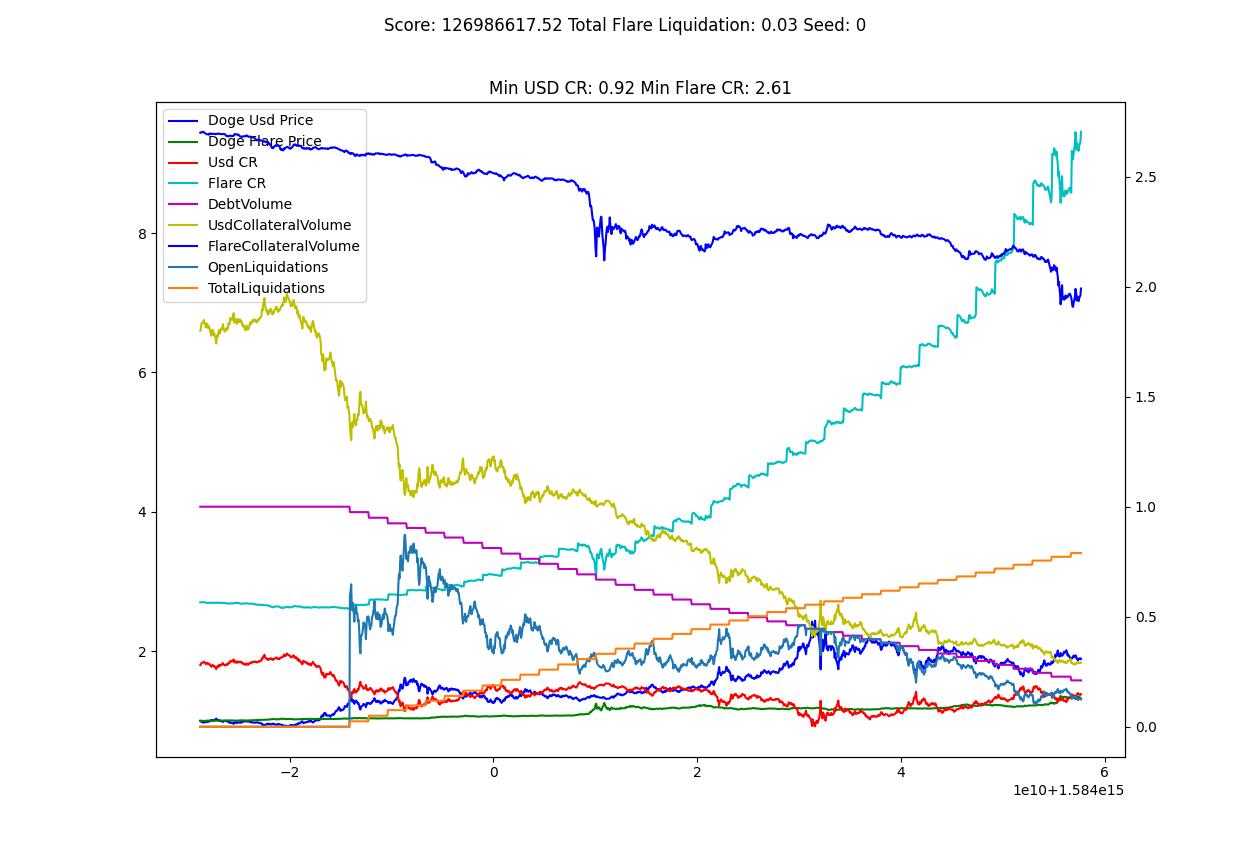 Score: 126986617.52 Total Flare Liquidation: 0.03 Seed: 0
Min USD CR: 0.92 Min Flare CR: 2.61
Doge Usd Price
Doge Flare Price
Usd CR
Flare CR
DebtVolume
UsdCollateralVolume
FlareCollateralVolume
OpenLiquidations
TotalLiquidations
8
6
4
2
2.5
2.0
1.5
1.0
0.5
0.0
−2
0
2
4
6
1e10+1.584e15